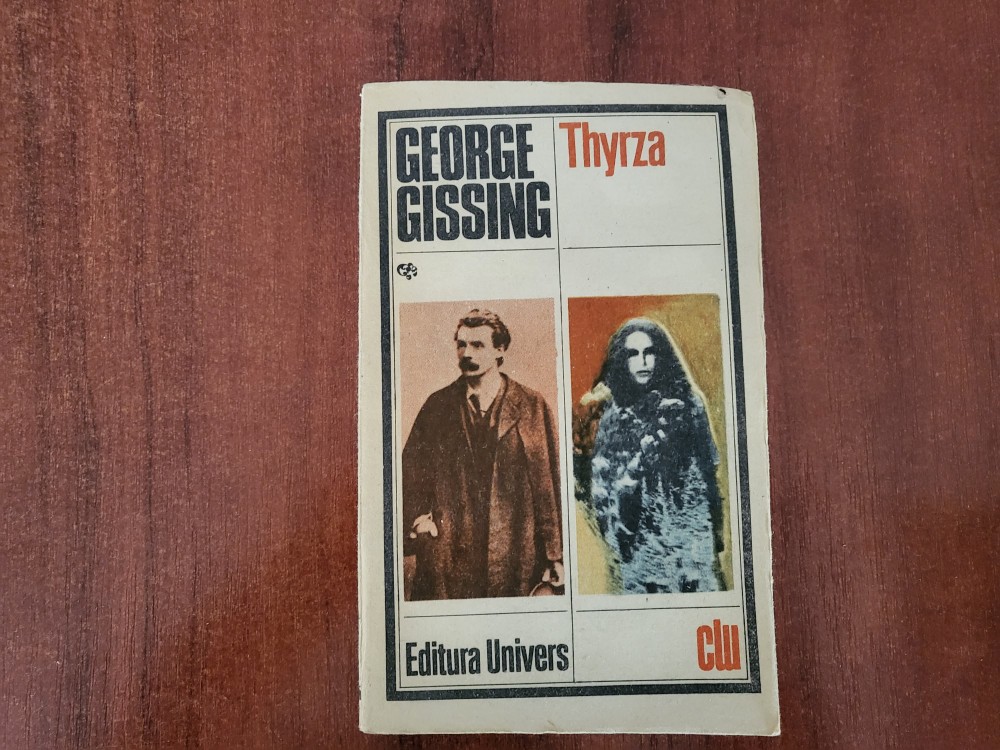 GEORGE
GISSING
Thyrza
Editura Univers
clu